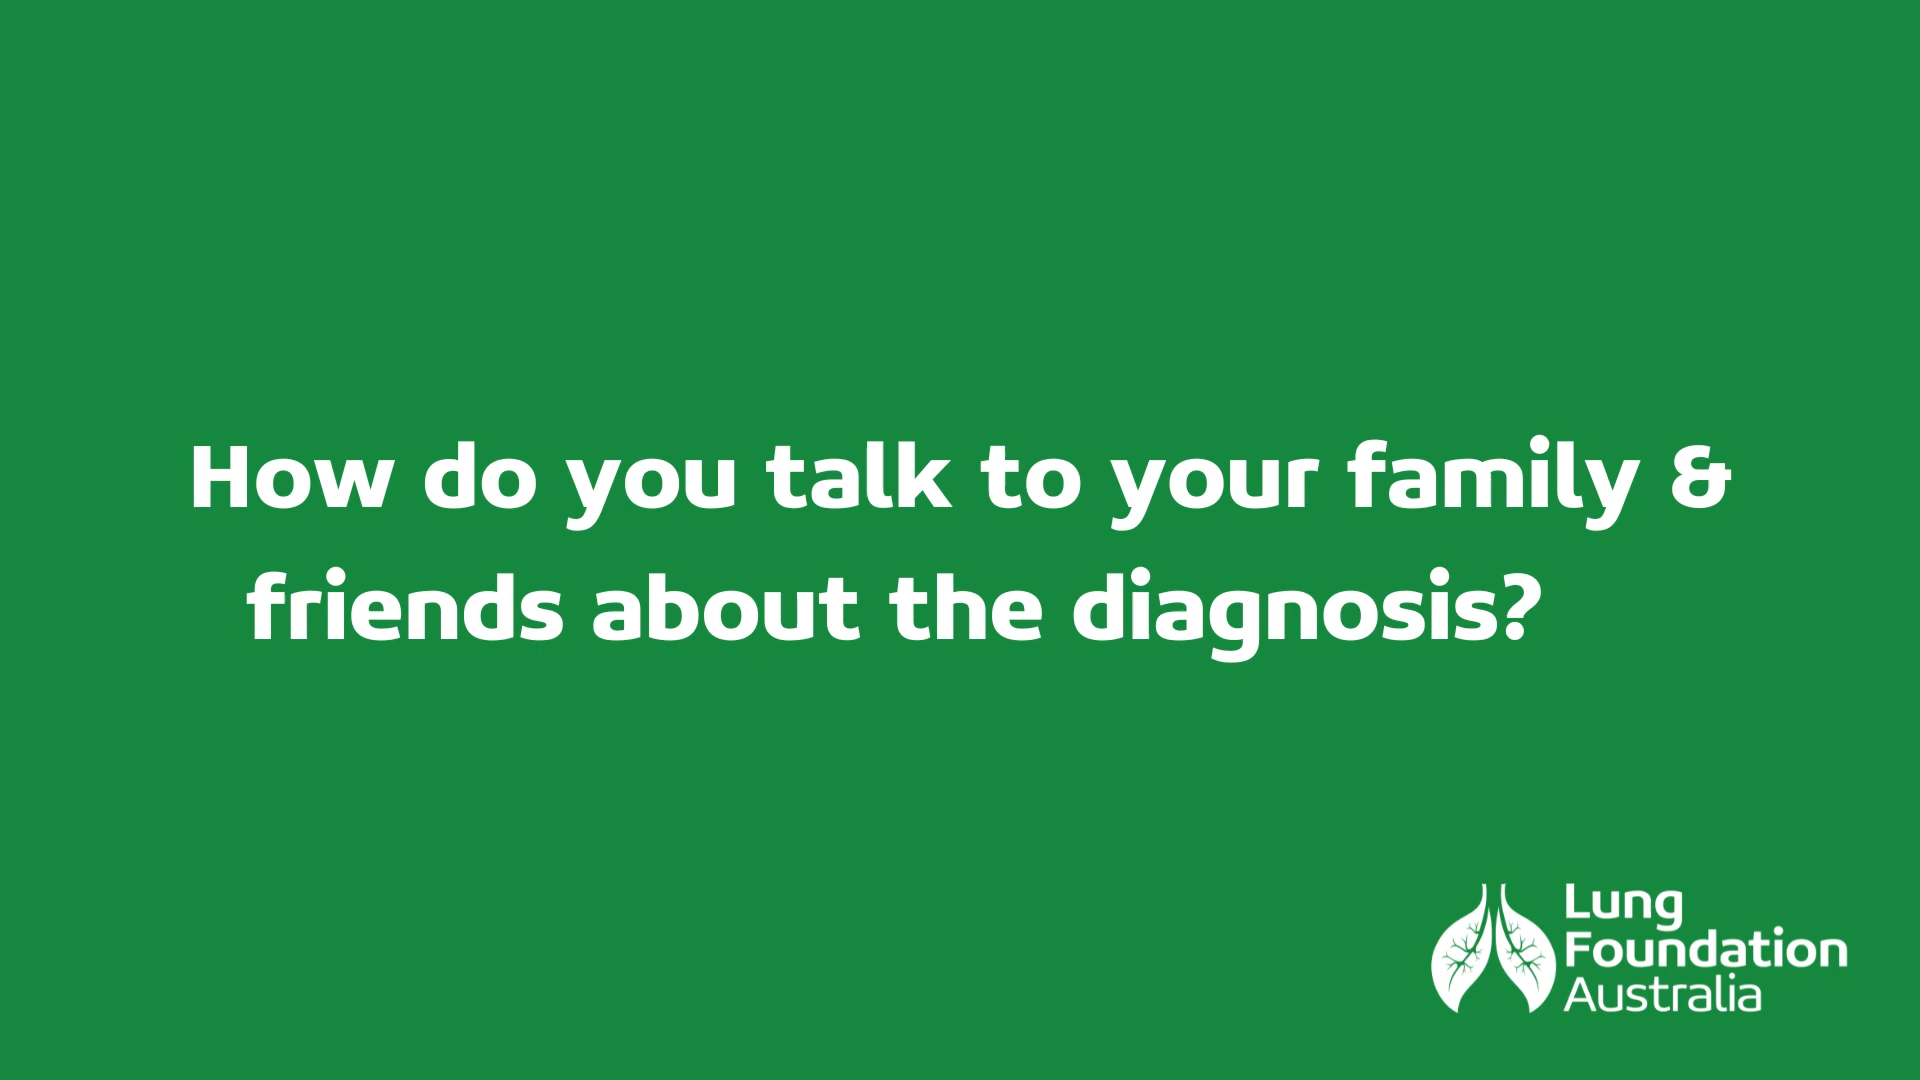 How do you talk to your family &
friends about the diagnosis?
Lung
Foundation
Australia